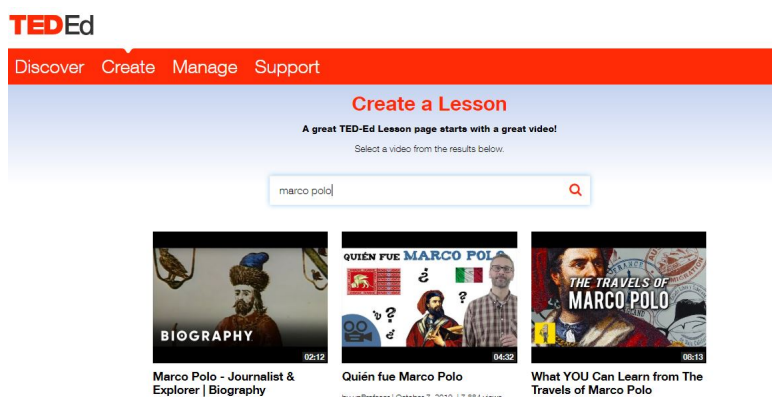 TEDEd
Discover Create Manage Support
Create a Lesson
A great TED-Ed Lesson page starts with a great video!
Select a video from the results below.
marco polo
BIOGRAPHY
02:12
QUIÉN FUE MARCO POLO
04:32
THE TRAVELS OF
MARCO POLO
08:13
Marco Polo - Journalist &
Explorer | Biography
Quién fue Marco Polo
What YOU Can Learn from The
Travels of Marco Polo